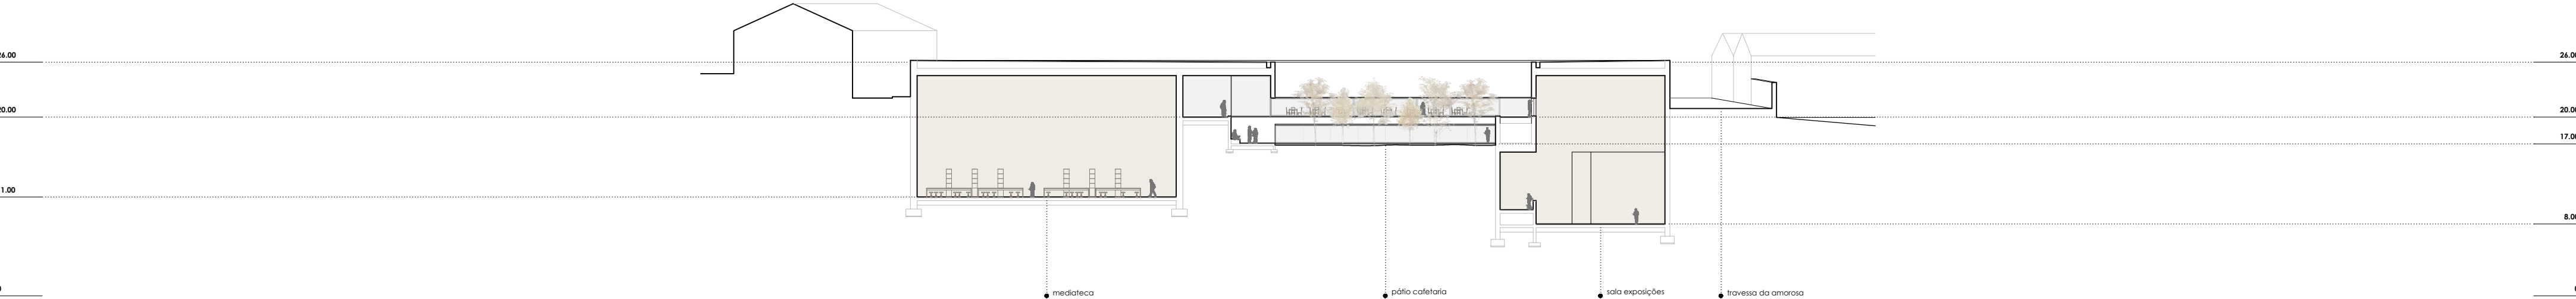 26.00
26.00
20.00
20.00
17.00
1.00
8.00
mediateca
pátio cafetaria
sala exposições
travessa da amorosa